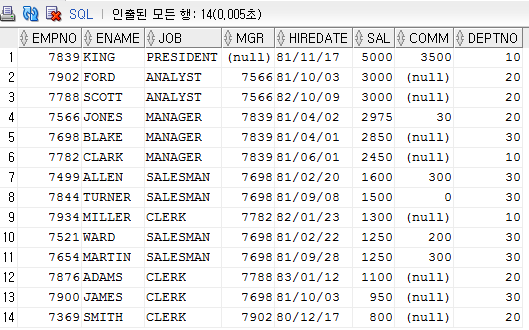 SQL | 인출된 모든 행: 14(0,005초)
EMPNO ENAME JOB MGR HIREDATE SAL COMM DEPTNO
1 7839 KING PRESIDENT (null) 81/11/17 5000 3500 10
2 7902 FORD ANALYST 7566 81/10/03 3000 (null) 20
3 7788 SCOTT ANALYST 7566 82/10/09 3000 (null) 20
4 7566 JONES MANAGER 7839 81/04/02 2975 30 20
5 7698 BLAKE MANAGER 7839 81/04/01 2850 (null) 30
6 7782 CLARK MANAGER 7839 81/06/01 2450 (null) 10
7 7499 ALLEN SALESMAN 7698 81/02/20 1600 300 30
8 7844 TURNER SALESMAN 7698 81/09/08 1500 0 30
9 7934 MILLER CLERK 7782 82/01/23 1300 (null) 10
10 7521 WARD SALESMAN 7698 81/02/22 1250 200 30
11 7654 MARTIN SALESMAN 7698 81/09/28 1250 300 30
12 7876 ADAMS CLERK 7788 83/01/12 1100 (null) 20
13 7900 JAMES CLERK 7698 81/10/03 950 (null) 30
14 7369 SMITH CLERK 7902 80/12/17 800 (null) 20